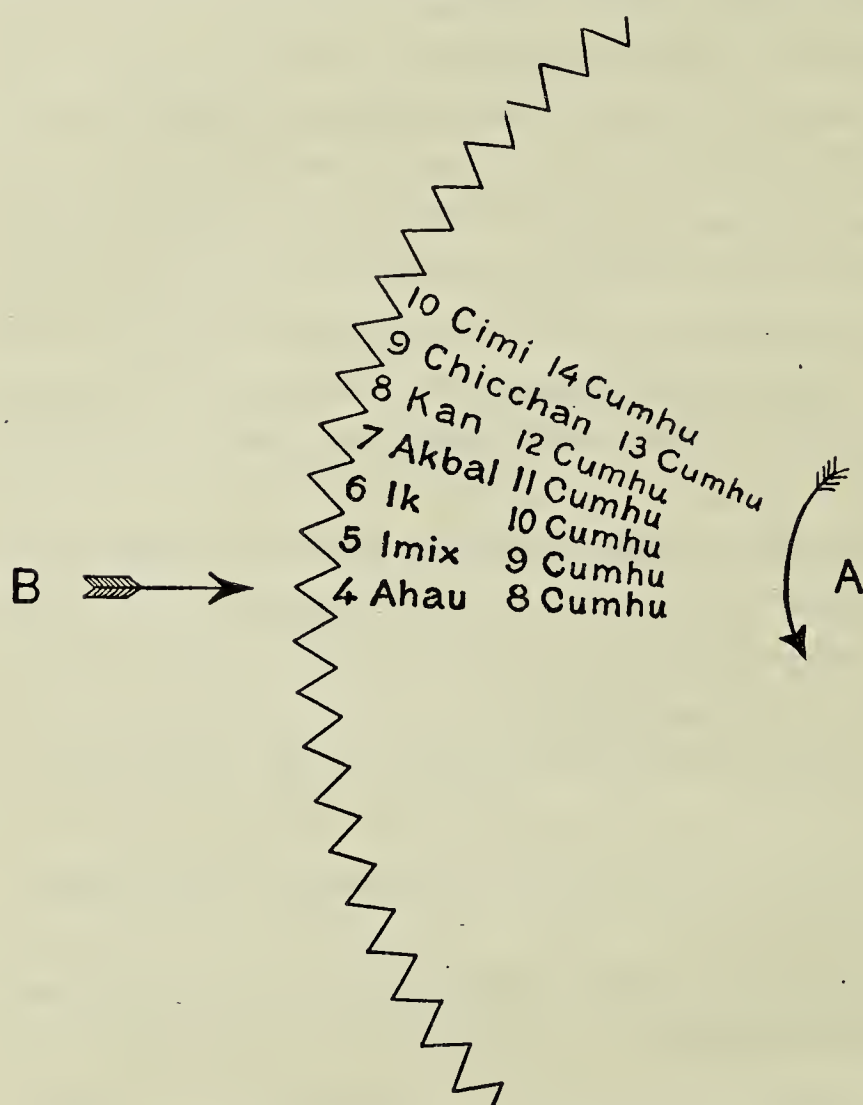 10 Cimi 14 Cumhu
9 Chicchan 13 Cumhu
8 Kan 12 Cumhu
7 Akbal 11 Cumhu
6 Ik 10 Cumhu
5 Imix 9 Cumhu
4 Ahau 8 Cumhu
B
A